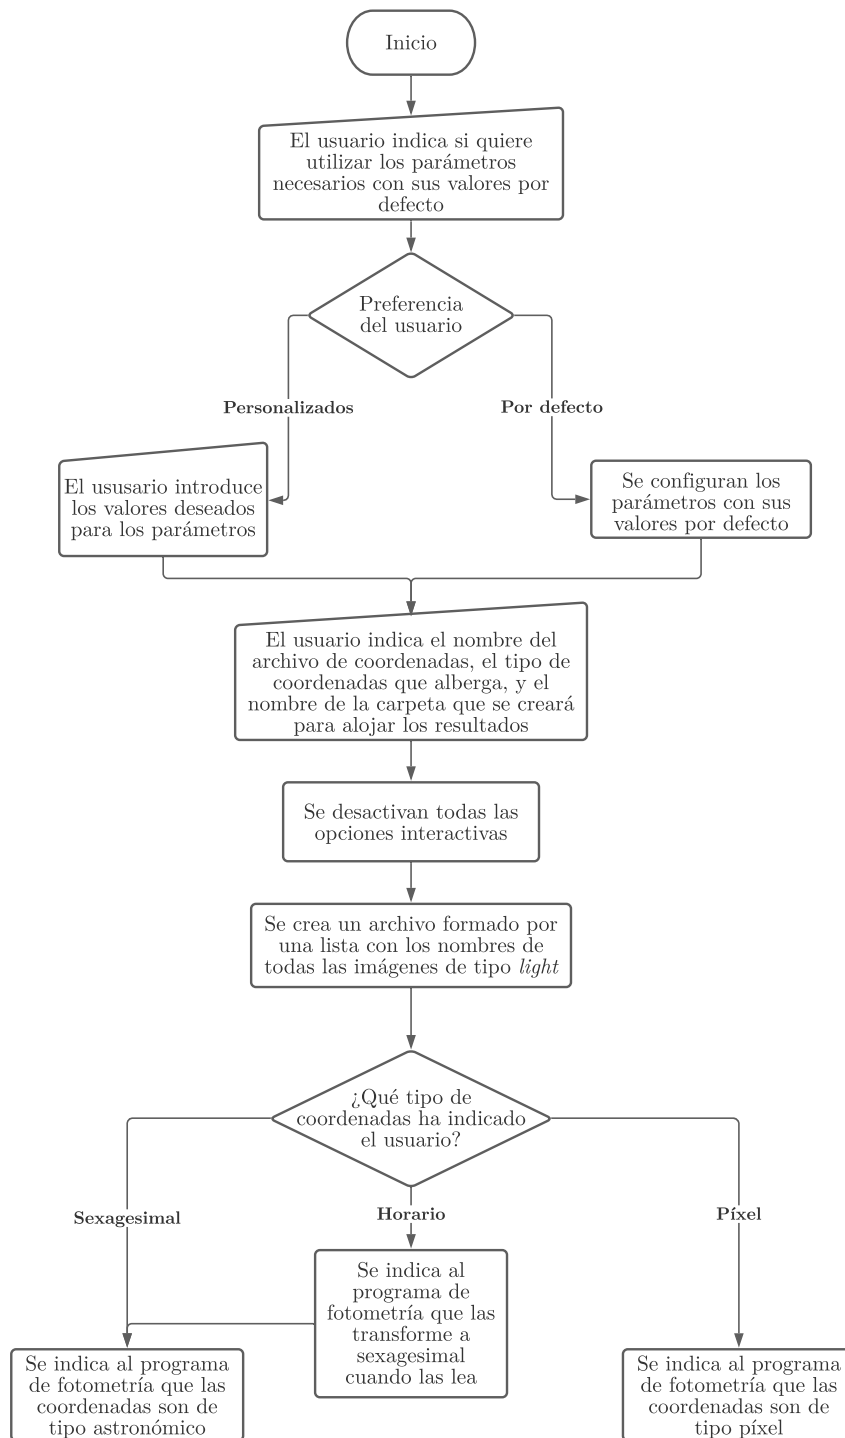 Inicio
El usuario indica si quiere
utilizar los parámetros
necesarios con sus valores por
defecto
Preferencia
del usuario
Personalizados
Por defecto
El ususario introduce
los valores deseados
para los parámetros
Se configuran los
parámetros con sus
valores por defecto
El usuario indica el nombre del
archivo de coordenadas, el tipo de
coordenadas que alberga, y el
nombre de la carpeta que se creará
para alojar los resultados
Se desactivan todas las
opciones interactivas
Se crea un archivo formado por
una lista con los nombres de
todas las imágenes de tipo light
¿Qué tipo de
coordenadas ha indicado
el usuario?
Sexagesimal
Horario
Píxel
Se indica al
programa de
fotometría que las
transforme a
sexagesimal
cuando las lea
Se indica al programa
de fotometría que las
coordenadas son de
tipo astronómico
Se indica al programa
de fotometría que las
coordenadas son de
tipo píxel